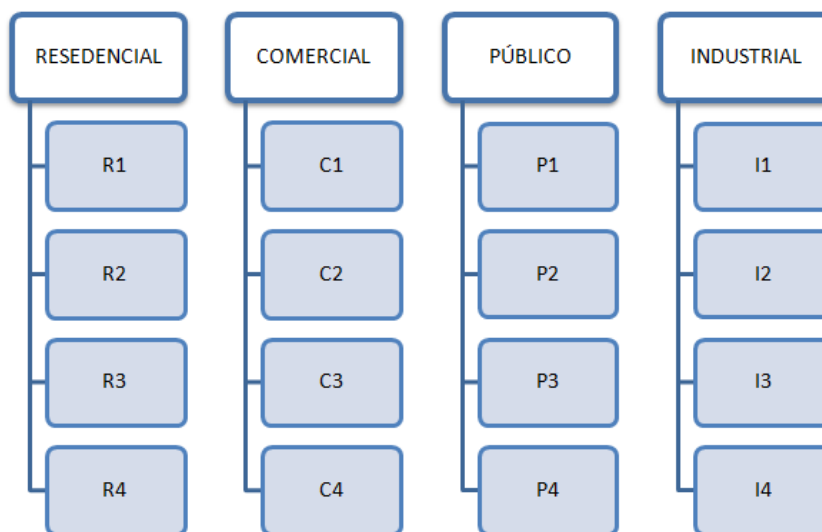 RESEDENCIAL
R1
R2
R3
R4
COMERCIAL
C1
C2
C3
C4
PÚBLICO
P1
P2
P3
P4
INDUSTRIAL
I1
I2
I3
I4